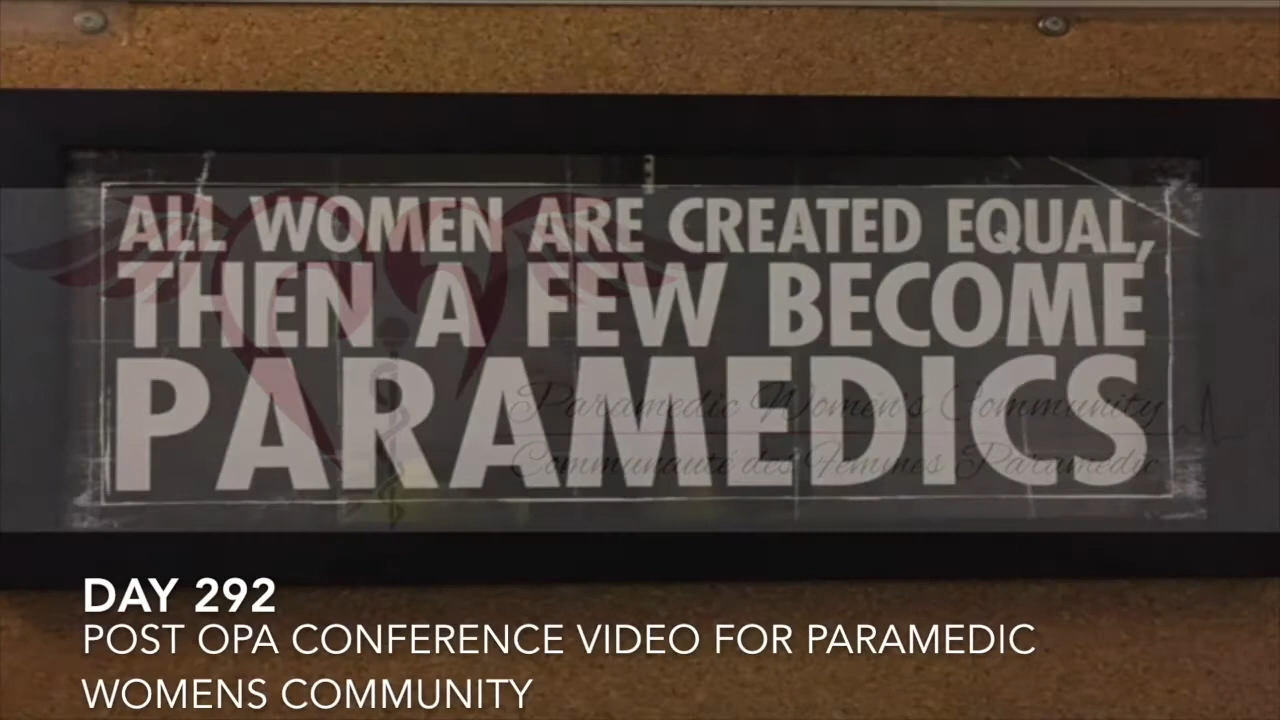 ALL WOMEN ARE CREATED EQUAL,
THEN A FEW BECOME
PARAMEDICS
Paramedic Women's Community
Communauté des Femmes Paramedic
DAY 292
POST OPA CONFERENCE VIDEO FOR PARAMEDIC
WOMENS COMMUNITY